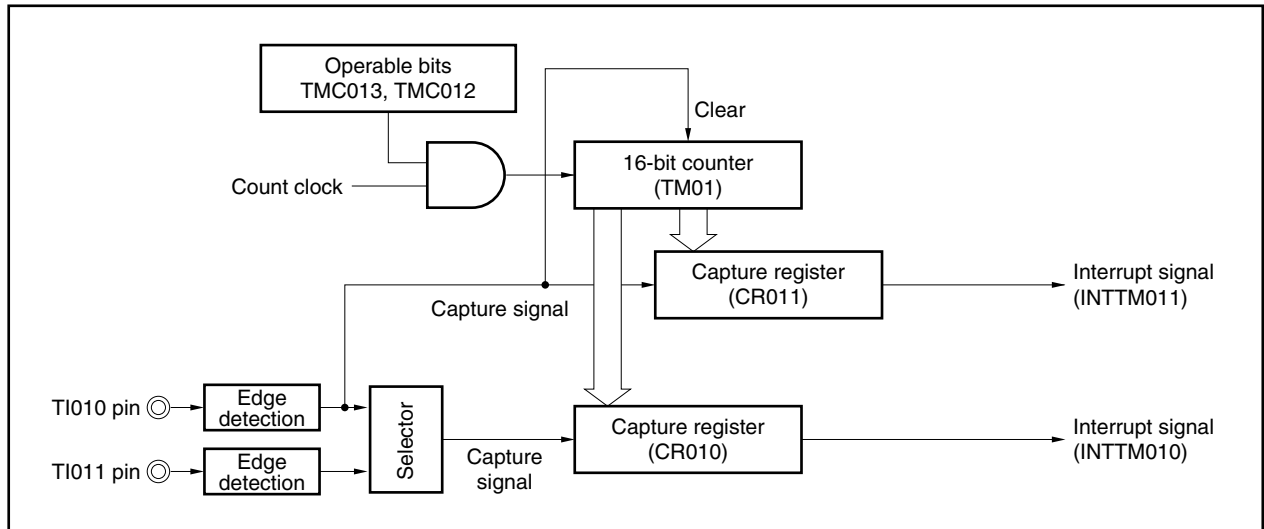 Operable bits
TMC013, TMC012
Clear
16-bit counter
(TM01)
Count clock
Capture register
(CR011)
Interrupt signal
(INTTM011)
Capture signal
TI010 pin
Edge
detection
Selector
Capture register
(CR010)
Interrupt signal
(INTTM010)
Capture
signal
TI011 pin
Edge
detection